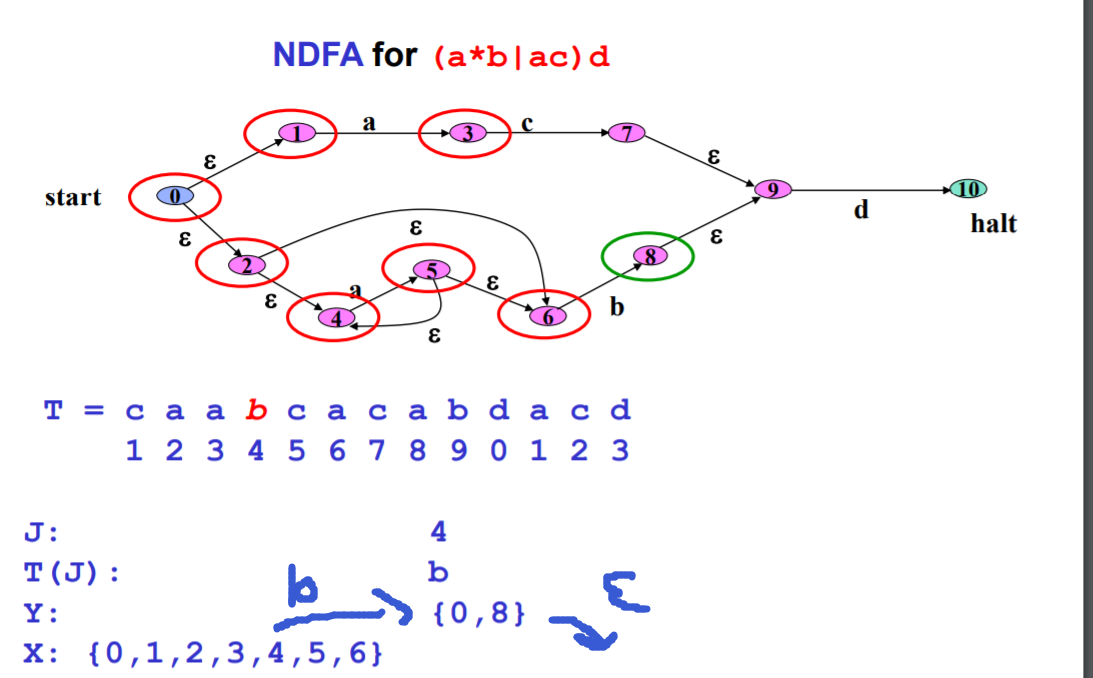 NDFA for (a*b|ac)d
1 a 3 c 7
ε ε
start 0 9 10
d
ε ε ε halt
2 5 8
ε a ε
4 6 b
ε
T = c a a b c a c a b d a c d
1 2 3 4 5 6 7 8 9 0 1 2 3
J: 4
T(J): b
b ε
Y: {0,8}
X: {0,1,2,3,4,5,6}